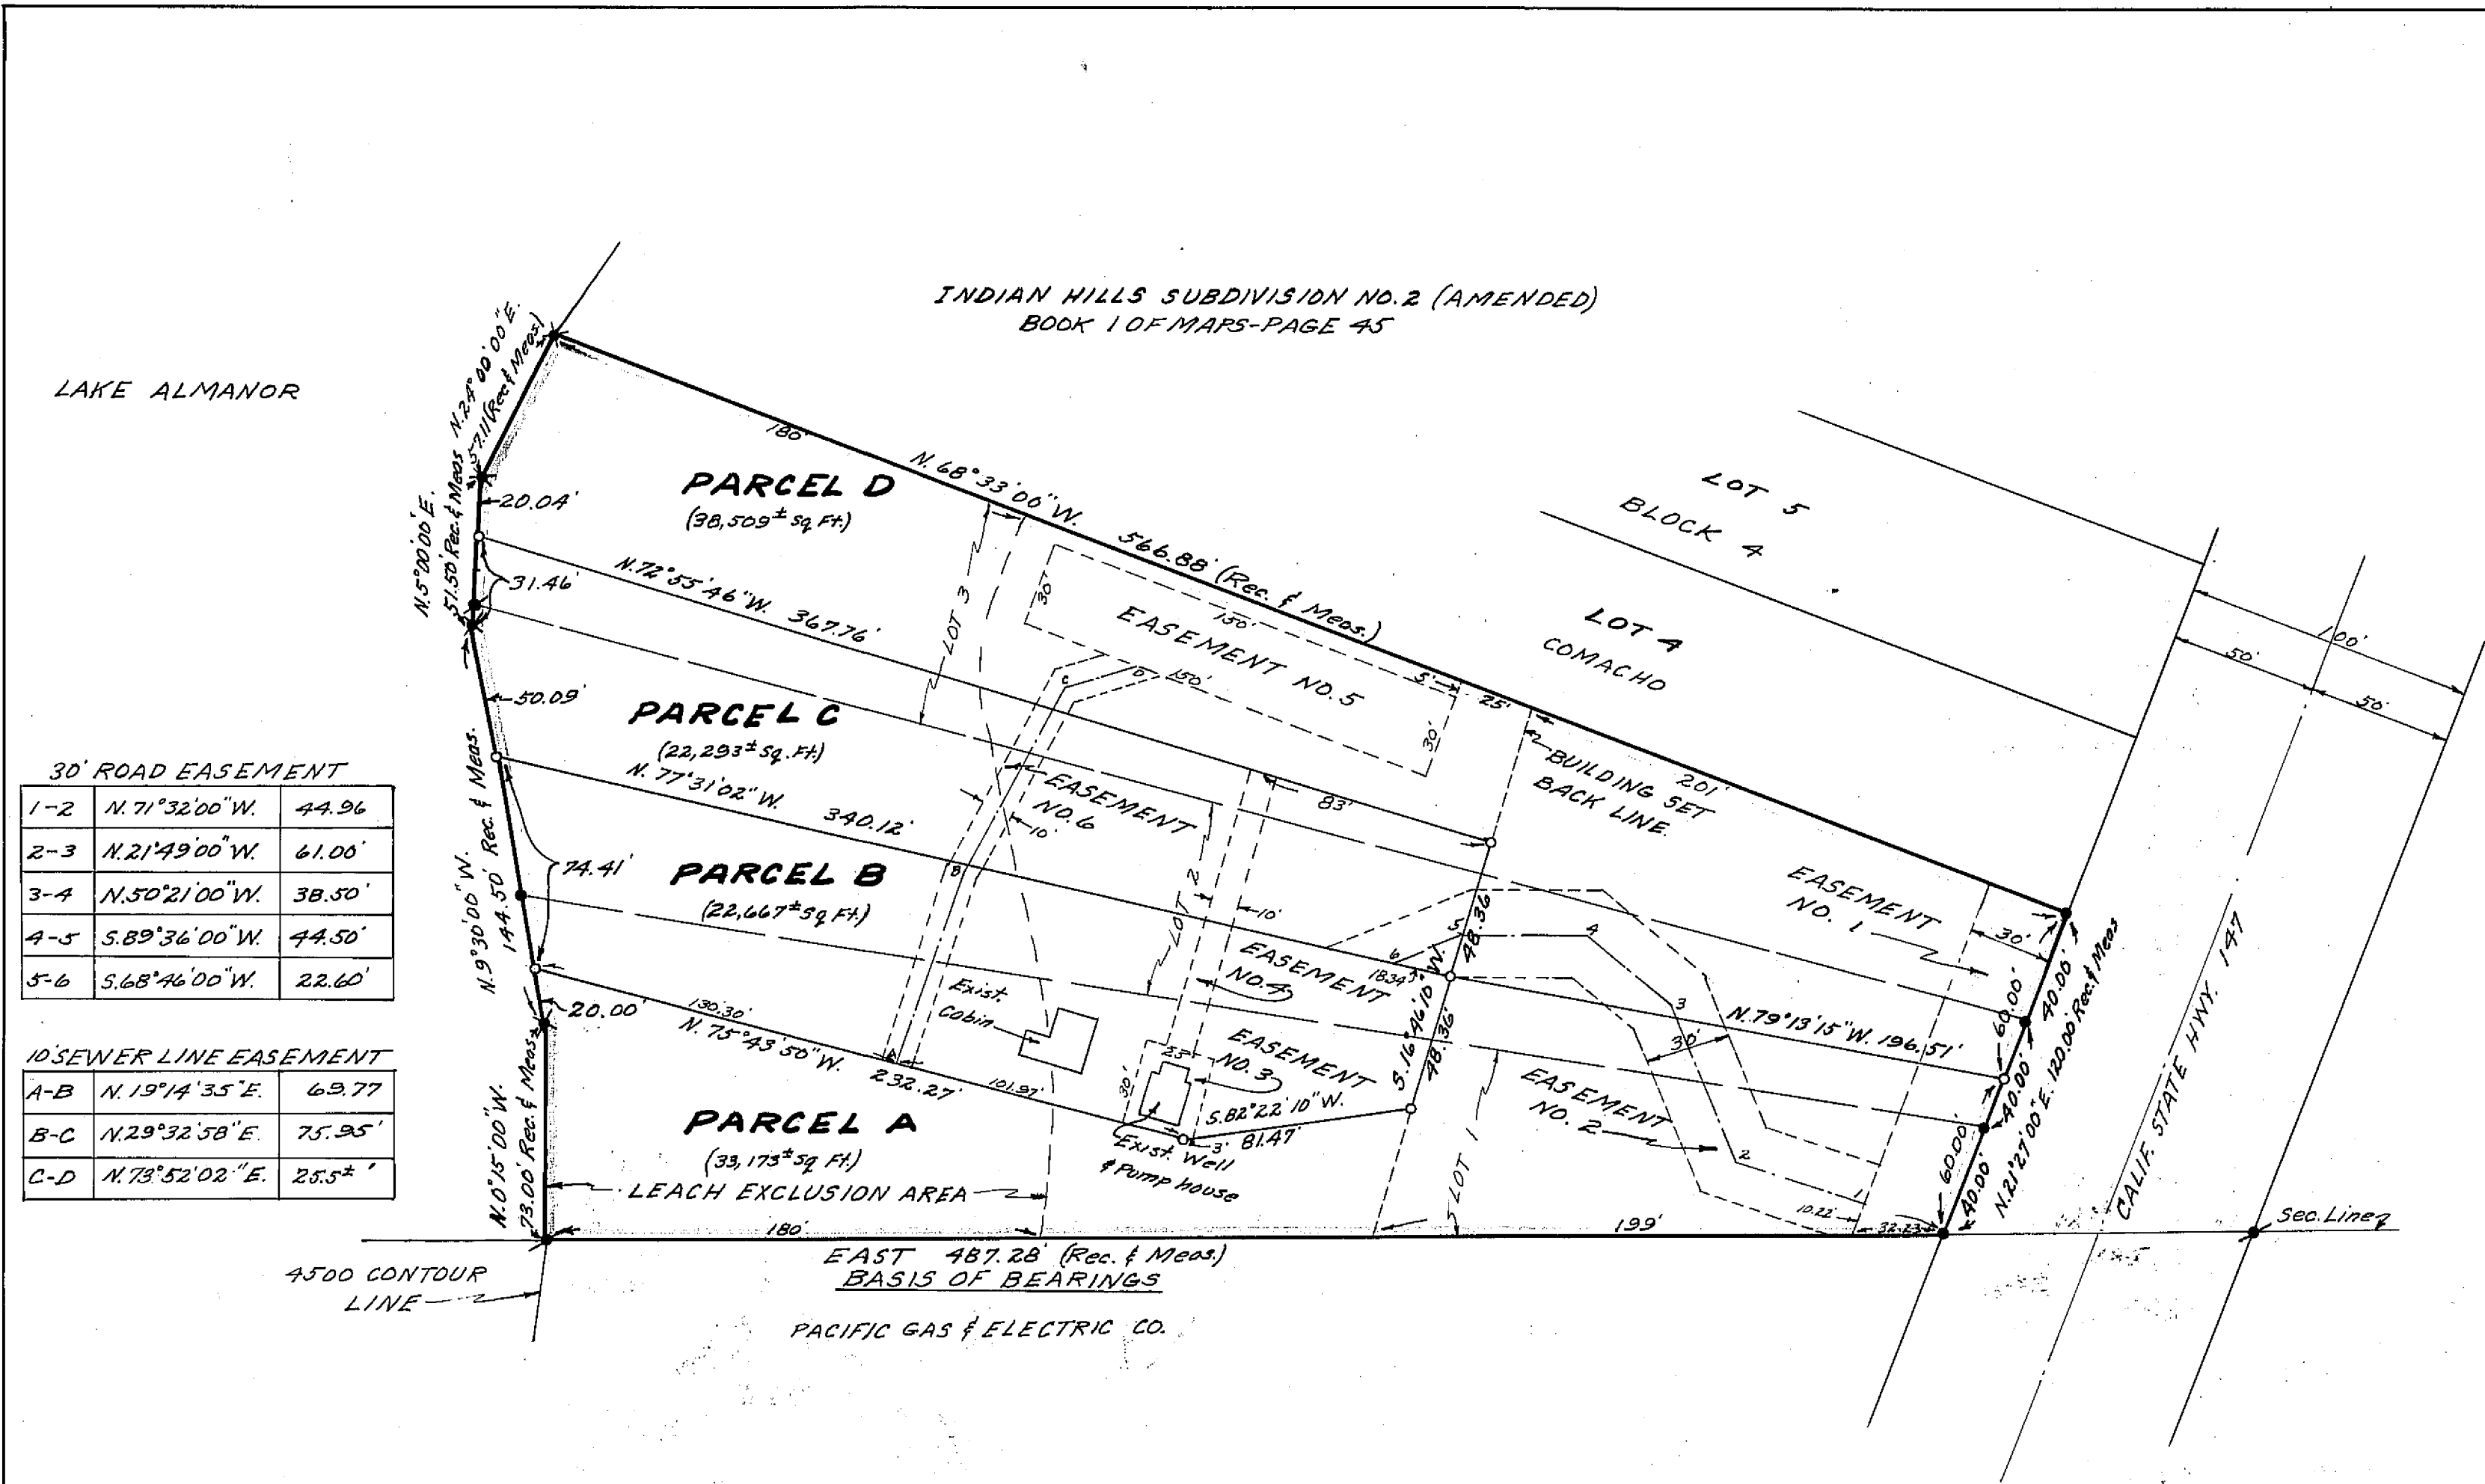 INDIAN HILLS SUBDIVISION NO. 2 (AMENDED)
BOOK 1 OF MAPS-PAGE 45
LAKE ALMANOR
N.24°00'00"E.
57.11 (Rec.& Meas.)
N.5°00'00"E.
51.50' Rec.& Meas
20.04'
31.46'
50.09'
N.9°30'00"W.
144.50' Rec. & Meas.
74.41'
20.00'
N.0°15'00"W.
73.00' Rec.& Meas.
180'
N. 68°33'00"W.
566.88' (Rec. & Meas.)
PARCEL D
(38,509± Sq Ft.)
N.72°55'46"W. 367.76'
LOT 3
30'
150'
EASEMENT NO. 5
5'
25'
30'
150'
C
D
LOT 5
BLOCK 4
LOT 4
COMACHO
100'
50'
50'
BUILDING SET
BACK LINE.
201'
PARCEL C
(22,293± Sq. Ft.)
N. 77°31'02"W. 340.12'
EASEMENT
NO. 6
10'
83'
B
LOT 2
10'
PARCEL B
(22,667± Sq Ft.)
EASEMENT
NO. 4
EASEMENT
NO. 1
30'
5
4
6
18.34'
3
48.36'
S.16°46'10"W.
48.36'
30'
N.79°13'15"W. 196.51'
60.00'
40.00'
40.00'
60.00'
40.00'
N.21°27'00"E. 120.00' Rec.& Meas
CALIF. STATE HWY. 147
Exist.
Cabin
130.30'
N. 75°43'50"W.
232.27'
101.97'
A
EASEMENT
NO. 3
25'
30'
S.82°22'10"W.
81.47'
3'
Exist. Well
& Pump house
EASEMENT
NO. 2
2
1
LOT 1
PARCEL A
(33,173± Sq Ft.)
LEACH EXCLUSION AREA
180'
199'
10.22'
32.23
Sec. Line
EAST 487.28' (Rec. & Meas.)
BASIS OF BEARINGS
4500 CONTOUR
LINE
PACIFIC GAS & ELECTRIC CO.
30' ROAD EASEMENT
1-2 N. 71°32'00"W. 44.96
2-3 N.21°49'00"W. 61.00'
3-4 N.50°21'00"W. 38.50'
4-5 S.89°36'00"W. 44.50'
5-6 S.68°46'00"W. 22.60'
10' SEWER LINE EASEMENT
A-B N. 19°14'35"E. 69.77
B-C N.29°32'58"E. 75.95'
C-D N.73°52'02"E. 25.5±'